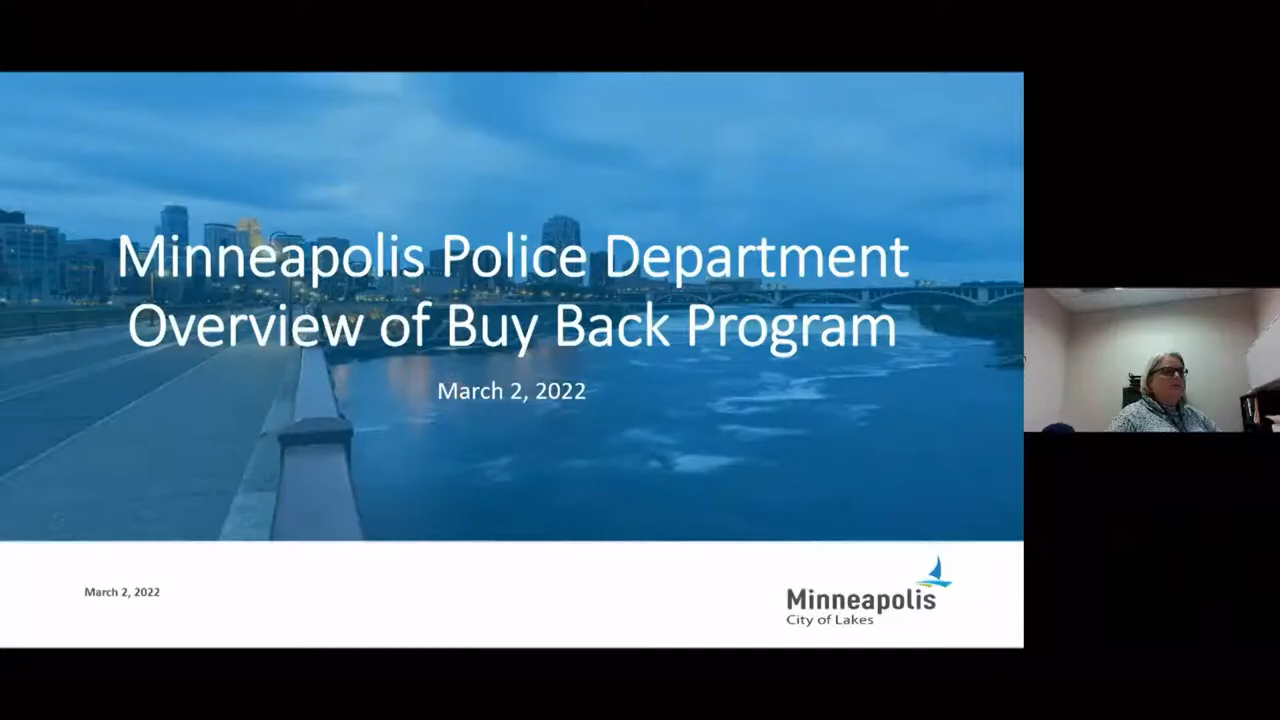 Minneapolis Police Department
Overview of Buy Back Program
March 2, 2022
March 2, 2022
Minneapolis
City of Lakes